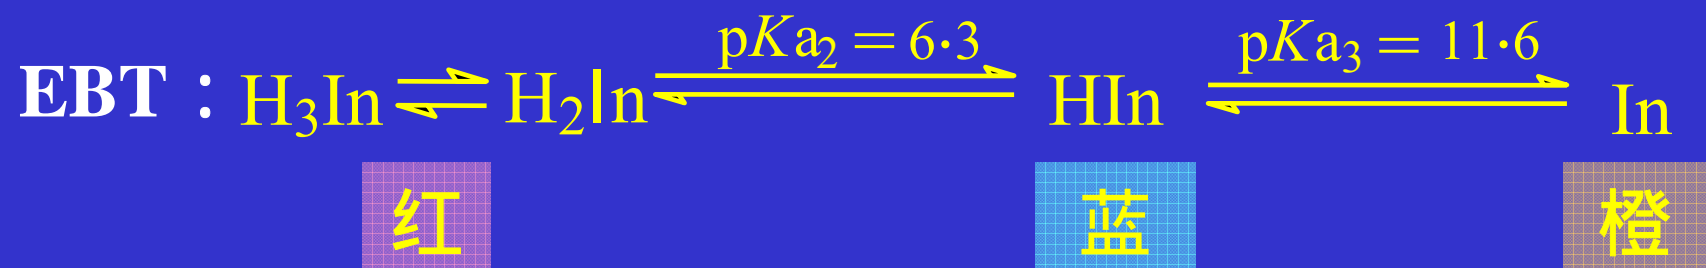 pKa₂ = 6·3 pKa₃ = 11·6
EBT : H₃In ⇌ H₂In ⇌ HIn ⇌ In
红 蓝 橙